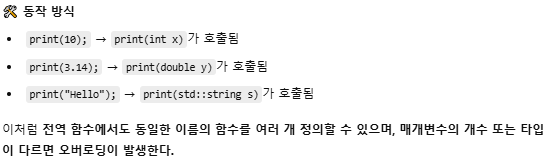 🛠 동작 방식
• print(10); → print(int x)가 호출됨
• print(3.14); → print(double y)가 호출됨
• print("Hello"); → print(std::string s)가 호출됨
이처럼 전역 함수에서도 동일한 이름의 함수를 여러 개 정의할 수 있으며, 매개변수의 개수 또는 타입
이 다르면 오버로딩이 발생한다.